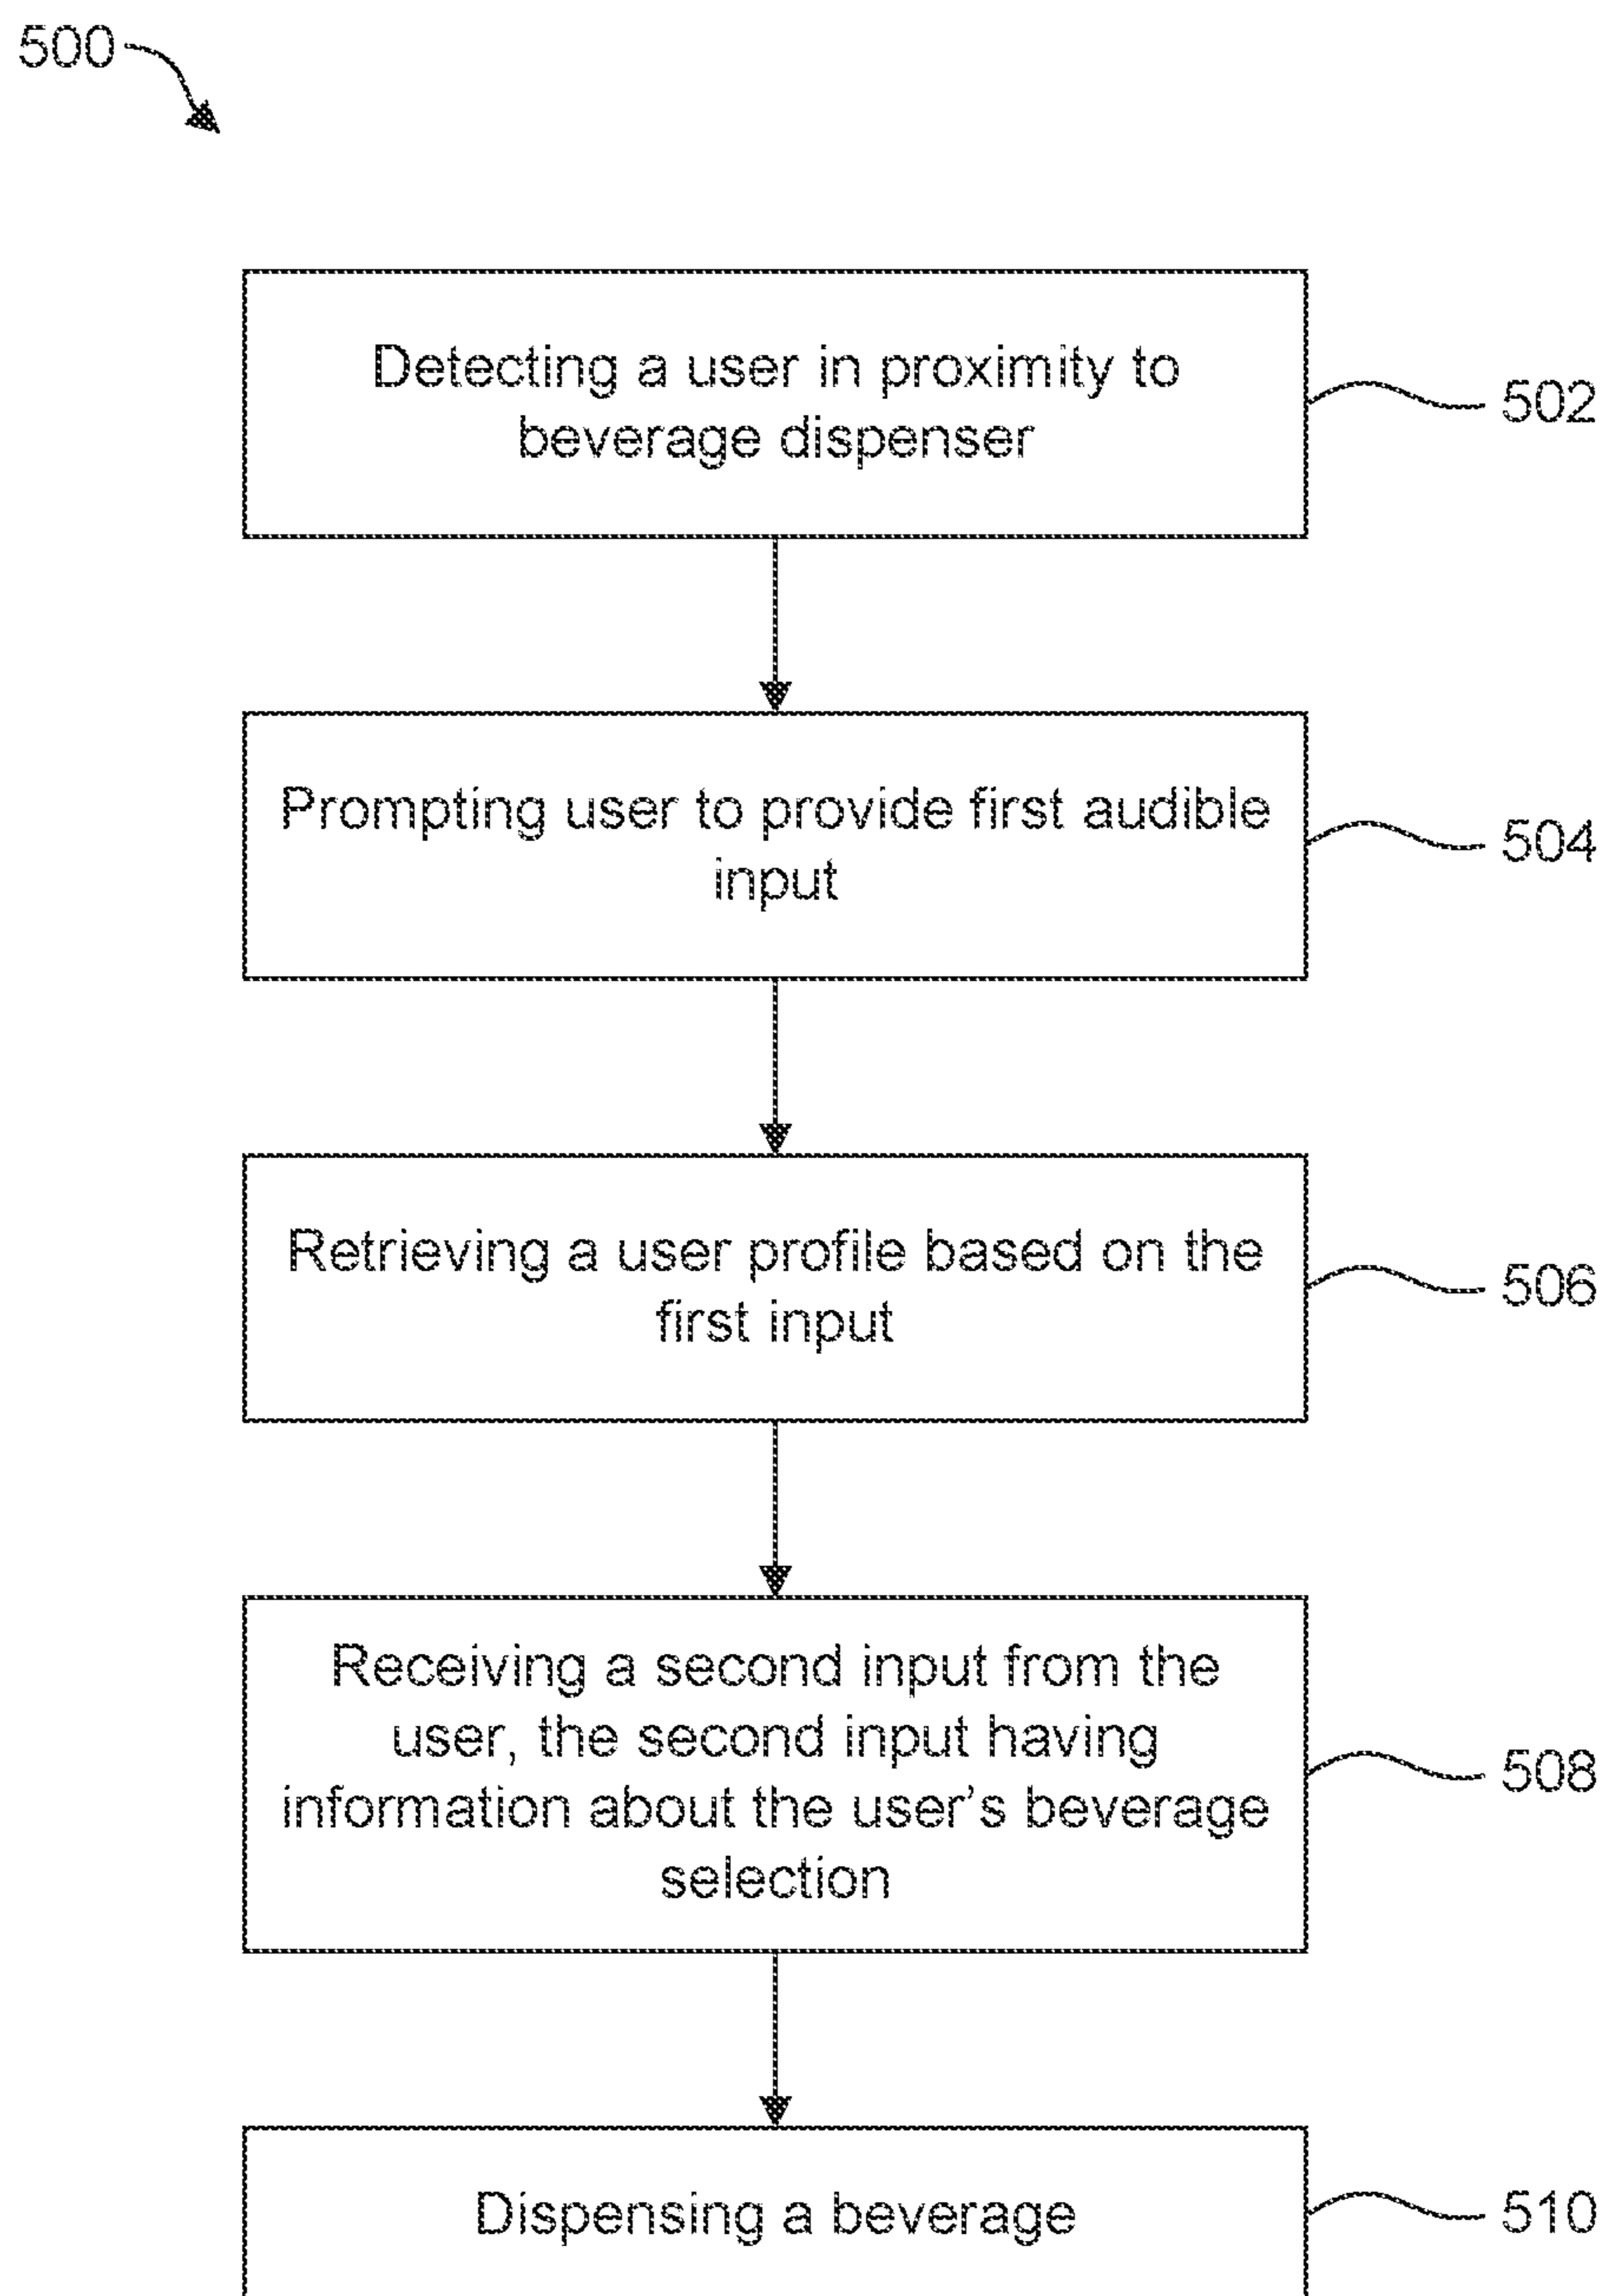 500
Detecting a user in proximity to
beverage dispenser
502
Prompting user to provide first audible
input
504
Retrieving a user profile based on the
first input
506
Receiving a second input from the
user, the second input having
information about the user's beverage
selection
508
Dispensing a beverage
510